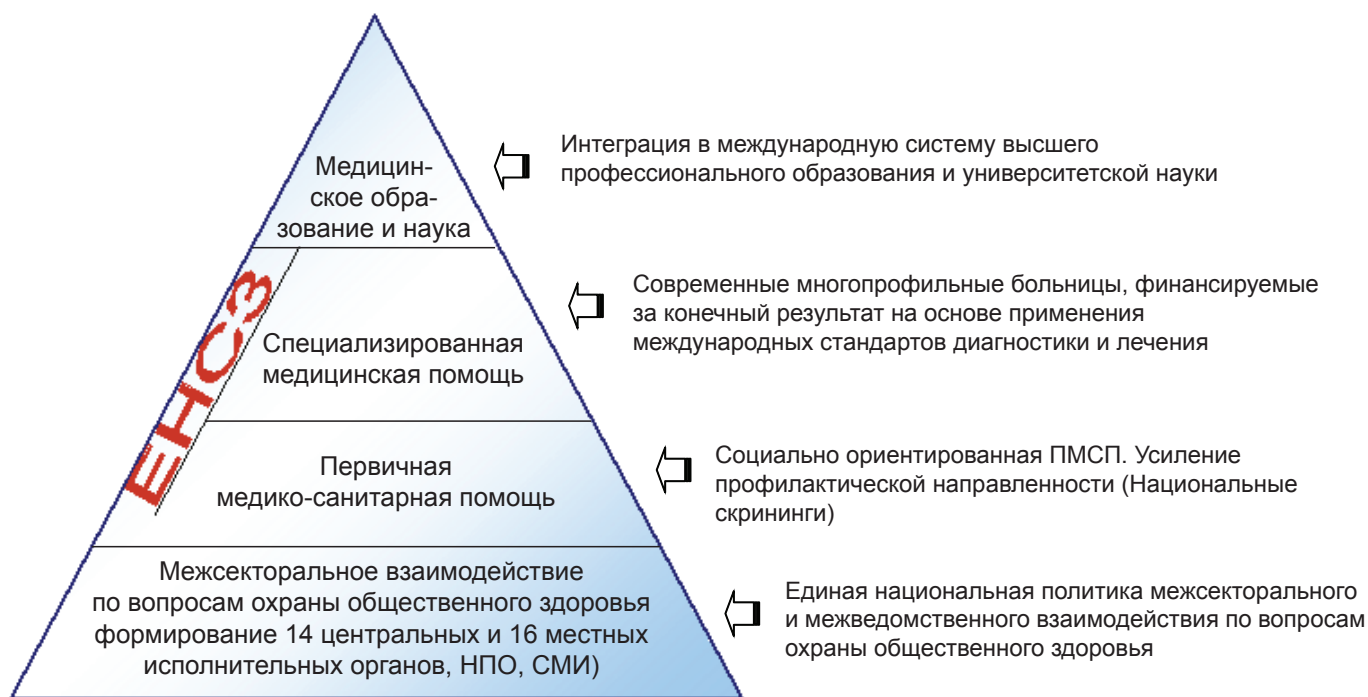 Медицин-
ское обра-
зование и наука
Интеграция в международную систему высшего
профессионального образования и университетской науки
ЕНСЗ
Специализированная
медицинская помощь
Современные многопрофильные больницы, финансируемые
за конечный результат на основе применения
международных стандартов диагностики и лечения
Первичная
медико-санитарная помощь
Социально ориентированная ПМСП. Усиление
профилактической направленности (Национальные
скрининги)
Межсекторальное взаимодействие
по вопросам охраны общественного здоровья
формирование 14 центральных и 16 местных
исполнительных органов, НПО, СМИ)
Единая национальная политика межсекторального
и межведомственного взаимодействия по вопросам
охраны общественного здоровья